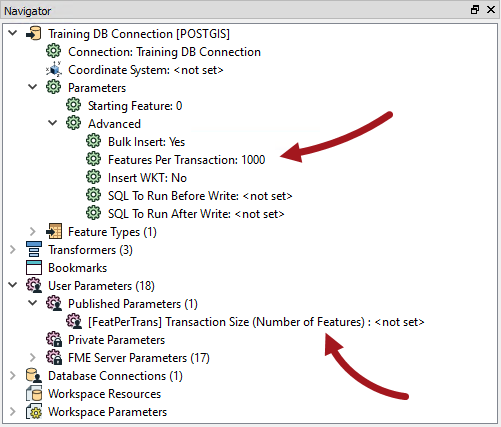 Navigator
Training DB Connection [POSTGIS]
Connection: Training DB Connection
Coordinate System: <not set>
Parameters
Starting Feature: 0
Advanced
Bulk Insert: Yes
Features Per Transaction: 1000
Insert WKT: No
SQL To Run Before Write: <not set>
SQL To Run After Write: <not set>
Feature Types (1)
Transformers (3)
Bookmarks
User Parameters (18)
Published Parameters (1)
[FeatPerTrans] Transaction Size (Number of Features) : <not set>
Private Parameters
FME Server Parameters (17)
Database Connections (1)
Workspace Resources
Workspace Parameters